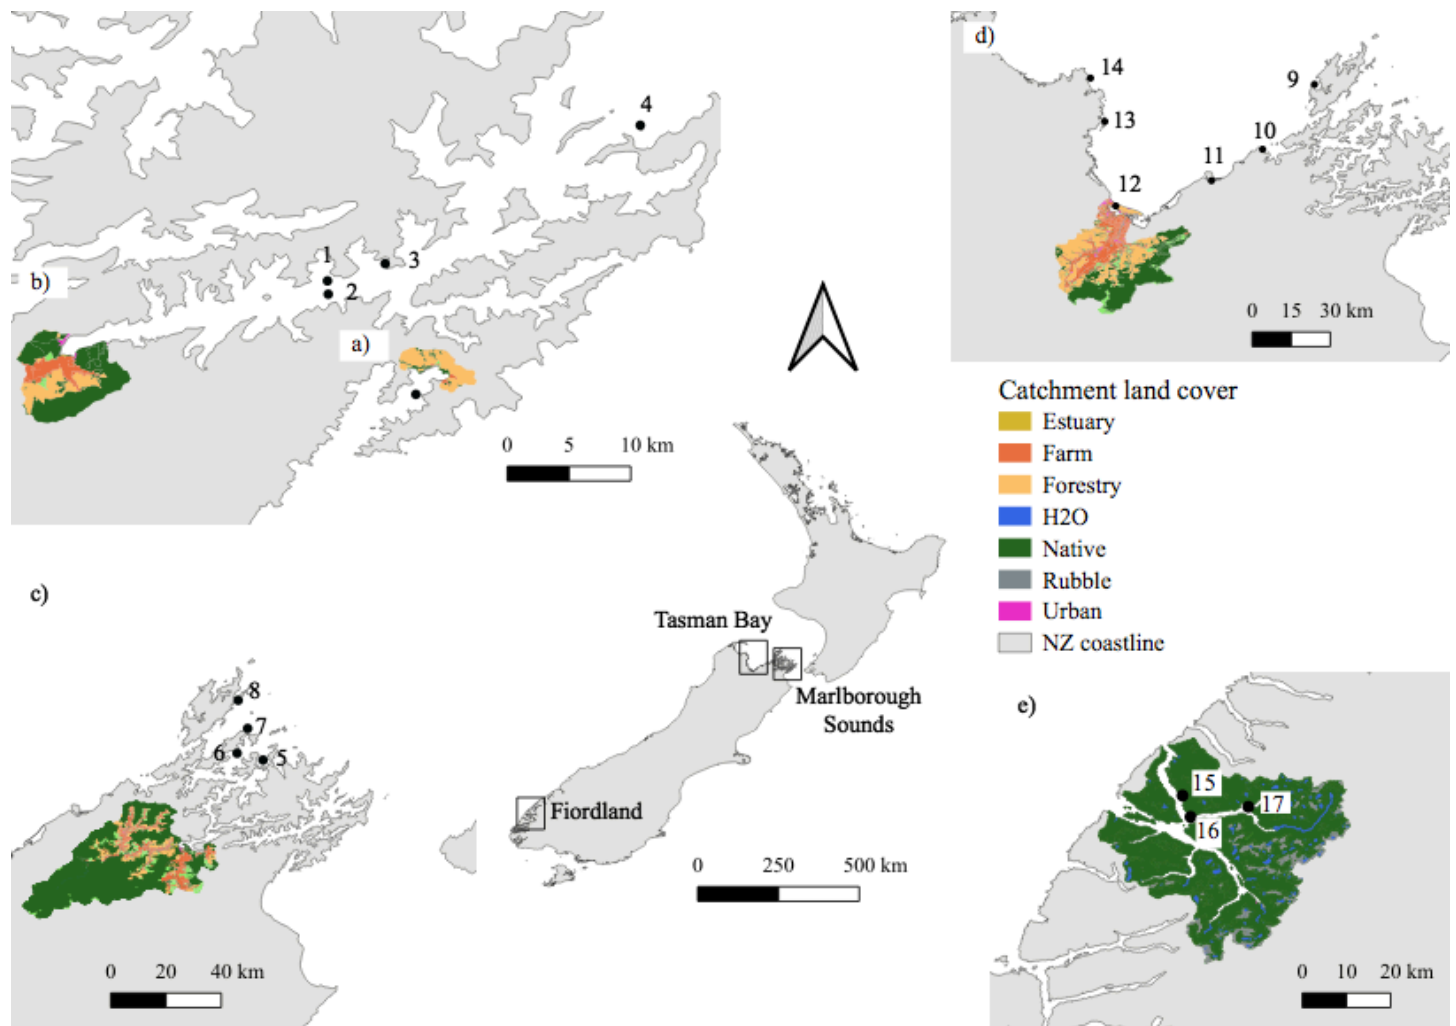 4
1
2
3
b)
a)
0 5 10 km
d)
14
13
9
10
11
12
0 15 30 km
Catchment land cover
Estuary
Farm
Forestry
H2O
Native
Rubble
Urban
NZ coastline
c)
8
7
6
5
0 20 40 km
Tasman Bay
Marlborough
Sounds
Fiordland
0 250 500 km
e)
15
17
16
0 10 20 km